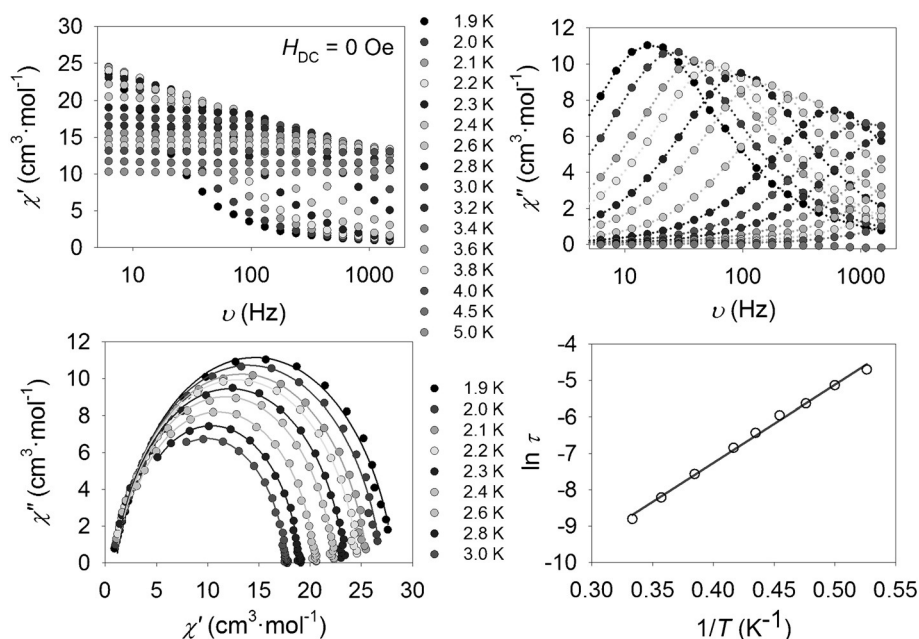 30
25
20
15
10
5
0
χ′ (cm³·mol⁻¹)
H_DC = 0 Oe
10
100
1000
υ (Hz)
1.9 K
2.0 K
2.1 K
2.2 K
2.3 K
2.4 K
2.6 K
2.8 K
3.0 K
3.2 K
3.4 K
3.6 K
3.8 K
4.0 K
4.5 K
5.0 K
12
10
8
6
4
2
0
χ″ (cm³·mol⁻¹)
10
100
1000
υ (Hz)
12
10
8
6
4
2
0
χ″ (cm³·mol⁻¹)
0
5
10
15
20
25
30
χ′ (cm³·mol⁻¹)
1.9 K
2.0 K
2.1 K
2.2 K
2.3 K
2.4 K
2.6 K
2.8 K
3.0 K
-4
-5
-6
-7
-8
-9
-10
ln τ
0.30
0.35
0.40
0.45
0.50
0.55
1/T (K⁻¹)